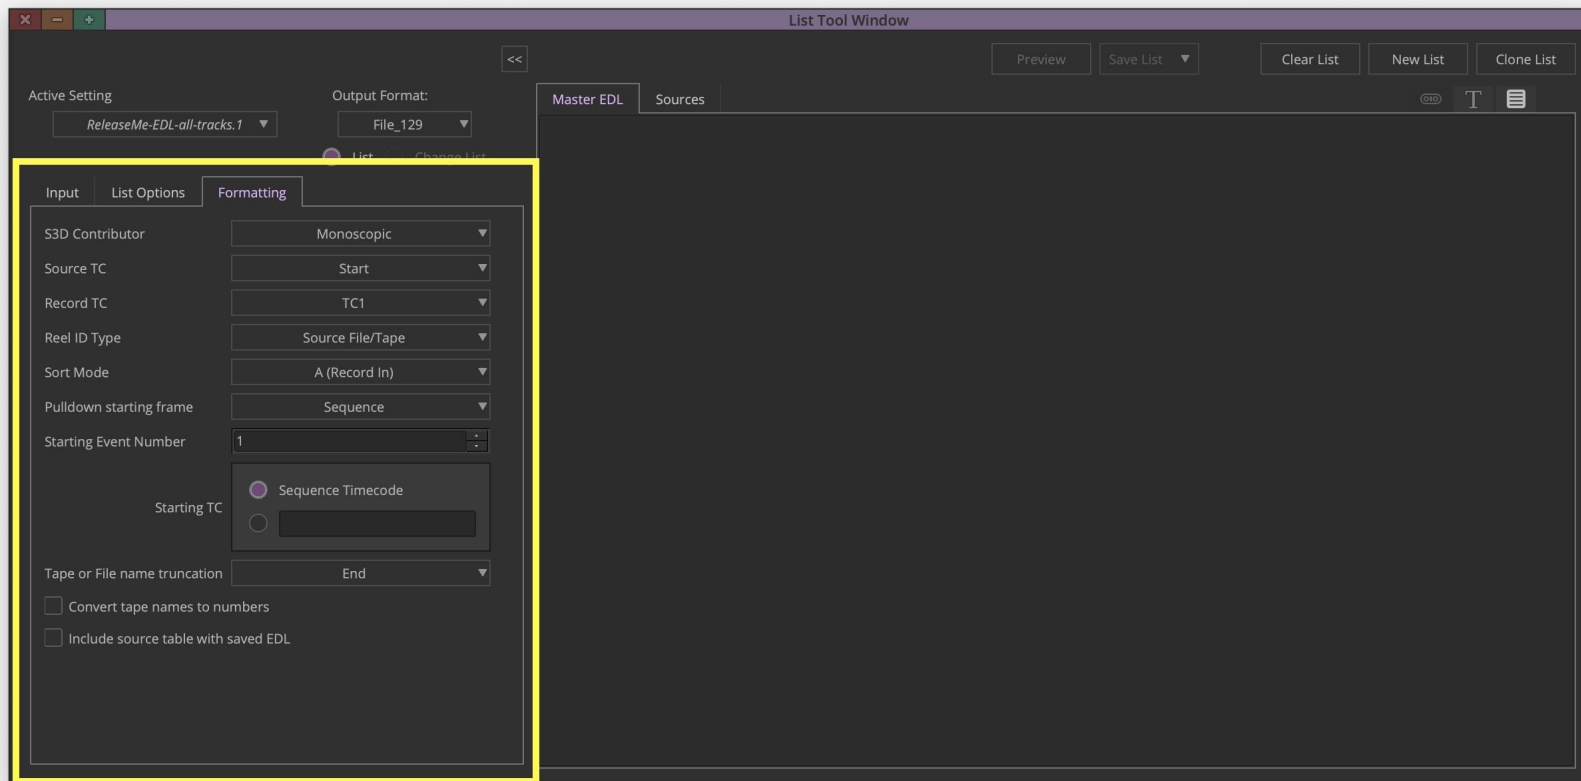 List Tool Window
<<
Preview
Save List
Clear List
New List
Clone List
Active Setting
Output Format:
ReleaseMe-EDL-all-tracks.1
File_129
List
Change List
Master EDL
Sources
T
Input
List Options
Formatting
S3D Contributor
Monoscopic
Source TC
Start
Record TC
TC1
Reel ID Type
Source File/Tape
Sort Mode
A (Record In)
Pulldown starting frame
Sequence
Starting Event Number
1
Starting TC
Sequence Timecode
Tape or File name truncation
End
Convert tape names to numbers
Include source table with saved EDL